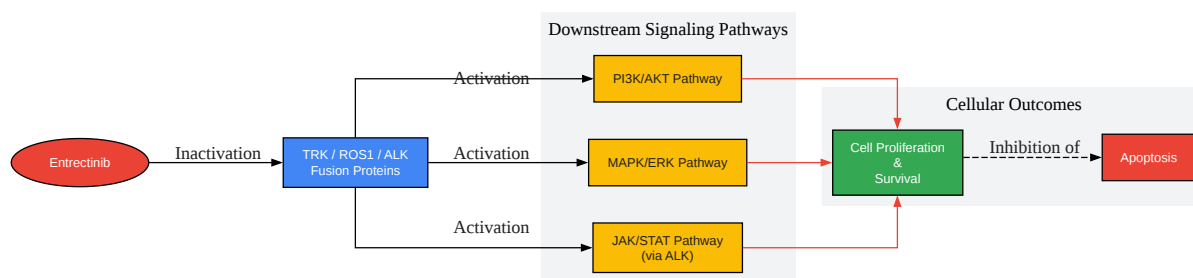 Downstream Signaling Pathways
Activation
PI3K/AKT Pathway
Cellular Outcomes
Entrectinib
Inactivation
TRK / ROS1 / ALK
Fusion Proteins
Activation
MAPK/ERK Pathway
Cell Proliferation
&
Survival
Inhibition of
Apoptosis
Activation
JAK/STAT Pathway
(via ALK)